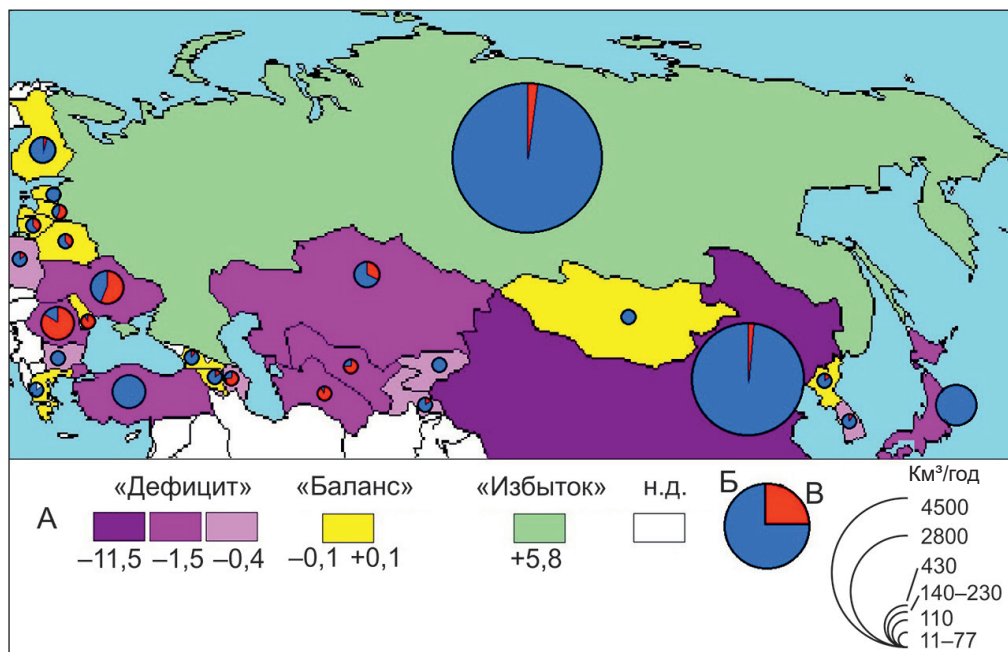 «Дефицит» «Баланс» «Избыток» н.д. Б В Км³/год
А
–11,5 –1,5 –0,4 –0,1 +0,1 +5,8
4500
2800
430
140–230
110
11–77